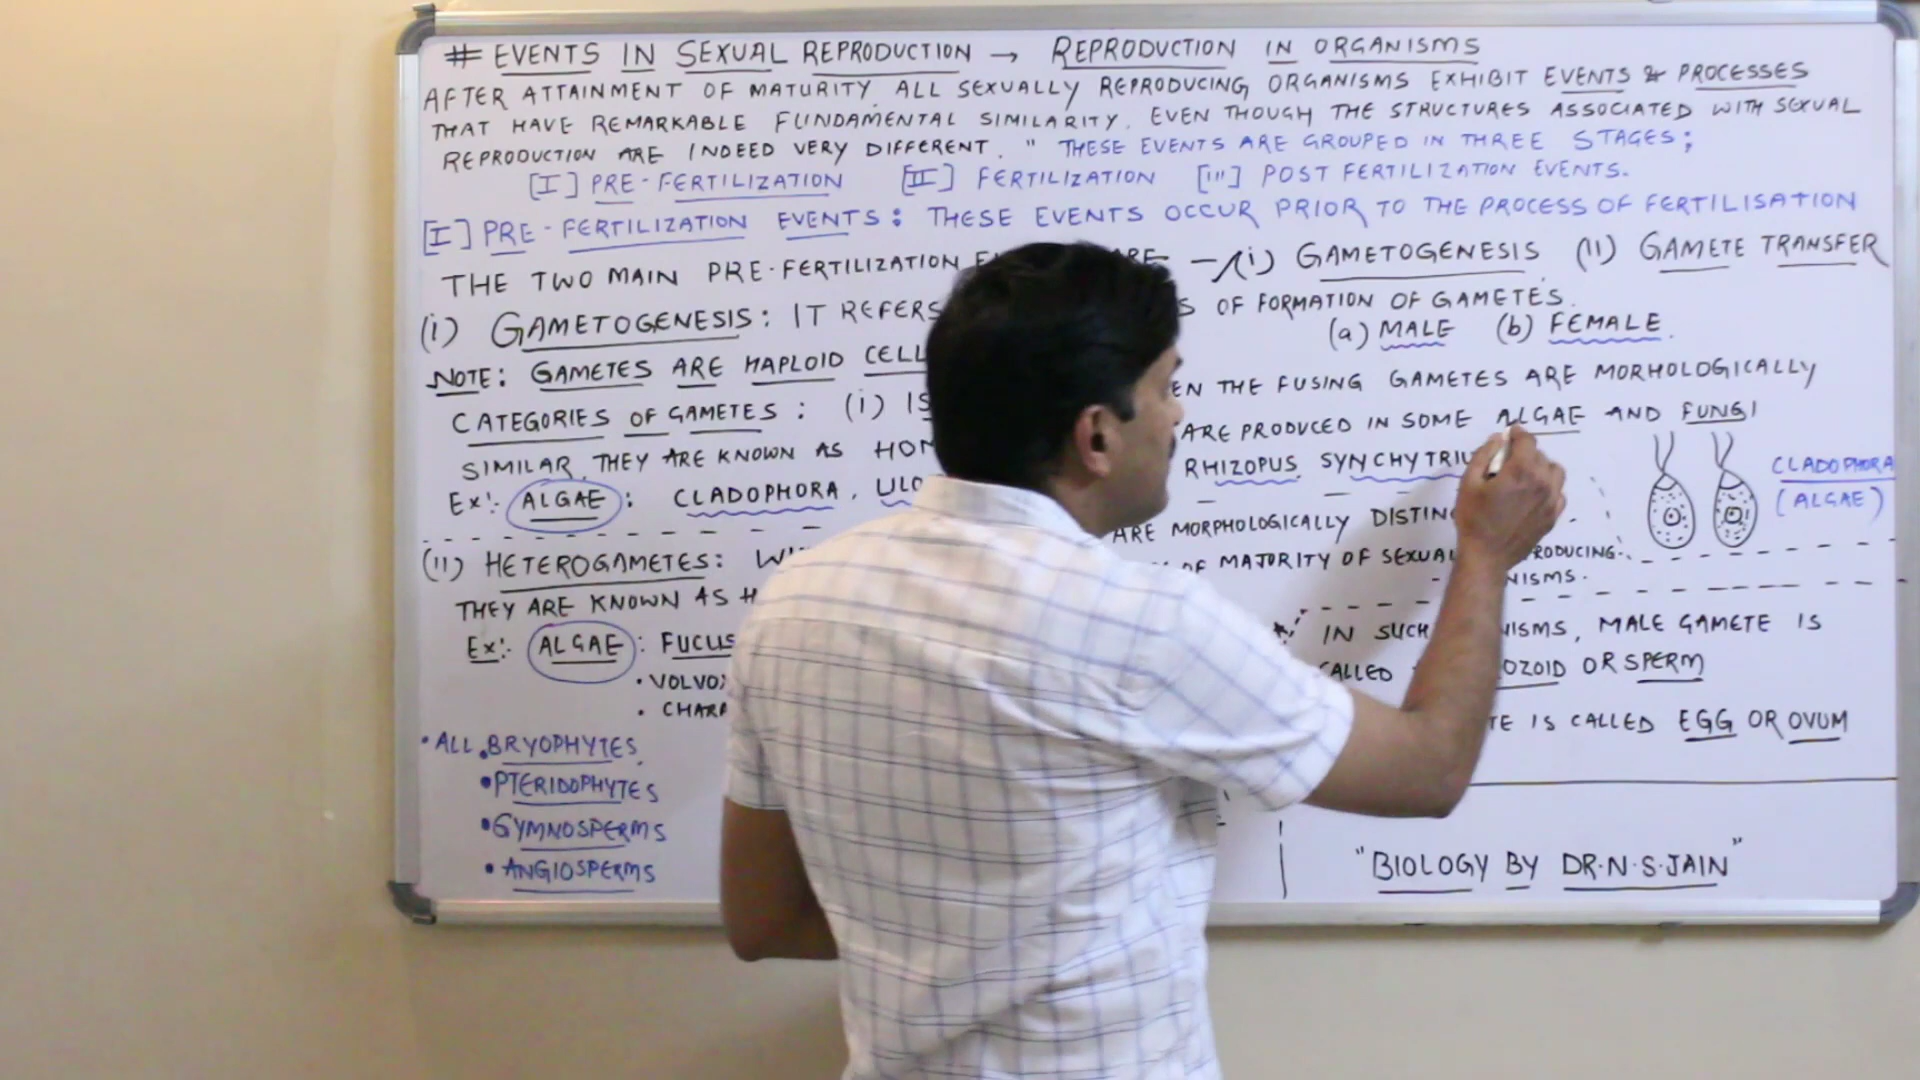 # EVENTS IN SEXUAL REPRODUCTION → REPRODUCTION IN ORGANISMS
AFTER ATTAINMENT OF MATURITY, ALL SEXUALLY REPRODUCING ORGANISMS EXHIBIT EVENTS & PROCESSES
THAT HAVE REMARKABLE FUNDAMENTAL SIMILARITY, EVEN THOUGH THE STRUCTURES ASSOCIATED WITH SEXUAL
REPRODUCTION ARE INDEED VERY DIFFERENT. " THESE EVENTS ARE GROUPED IN THREE STAGES;
[I] PRE-FERTILIZATION [II] FERTILIZATION [III] POST FERTILIZATION EVENTS.
[I] PRE-FERTILIZATION EVENTS: THESE EVENTS OCCUR PRIOR TO THE PROCESS OF FERTILISATION
THE TWO MAIN PRE-FERTILIZATION ARE - (i) GAMETOGENESIS (II) GAMETE TRANSFER
(i) GAMETOGENESIS: IT REFERS OF FORMATION OF GAMETES.
(a) MALE (b) FEMALE.
NOTE: GAMETES ARE HAPLOID CELL
CATEGORIES OF GAMETES: (i) IS EN THE FUSING GAMETES ARE MORHOLOGICALLY
SIMILAR, THEY ARE KNOWN AS HOM ARE PRODUCED IN SOME ALGAE AND FUNGI
Ex: ALGAE: CLADOPHORA, ULO RHIZOPUS SYNCHYTRIU
CLADOPHORA
(ALGAE)
(II) HETEROGAMETES: ARE MORPHOLOGICALLY DISTIN
THEY ARE KNOWN AS H OF MAJORITY OF SEXUAL RODUCING
NISMS.
Ex: ALGAE: FUCUS
• VOLVOX
• CHARA
IN SUCH NISMS, MALE GAMETE IS
CALLED OZOID OR SPERM
TE IS CALLED EGG OR OVUM
• ALL • BRYOPHYTES,
• PTERIDOPHYTES
• GYMNOSPERMS
• ANGIOSPERMS
"BIOLOGY BY DR. N. S. JAIN"